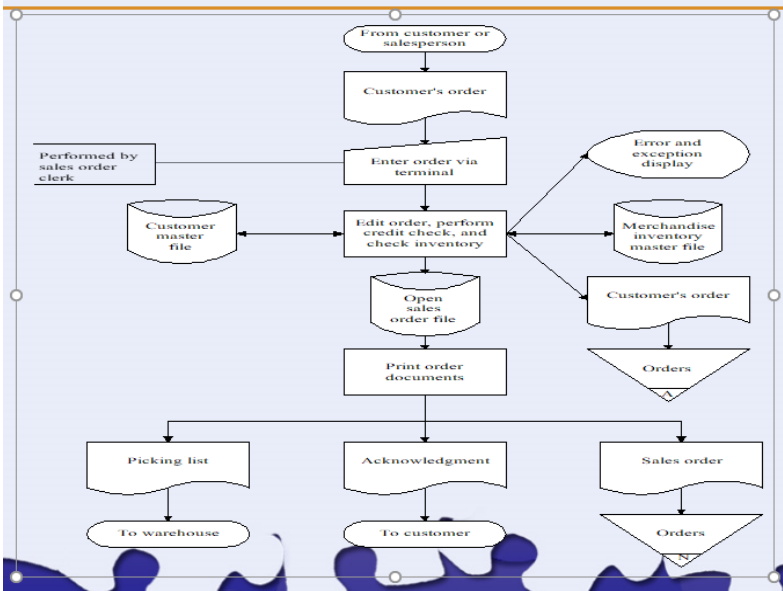 From customer or
salesperson
Customer's order
Performed by
sales order
clerk
Enter order via
terminal
Error and
exception
display
Customer
master
file
Edit order, perform
credit check, and
check inventory
Merchandise
inventory
master file
Open
sales
order file
Customer's order
Print order
documents
Orders
A
Picking list
Acknowledgment
Sales order
To warehouse
To customer
Orders
N